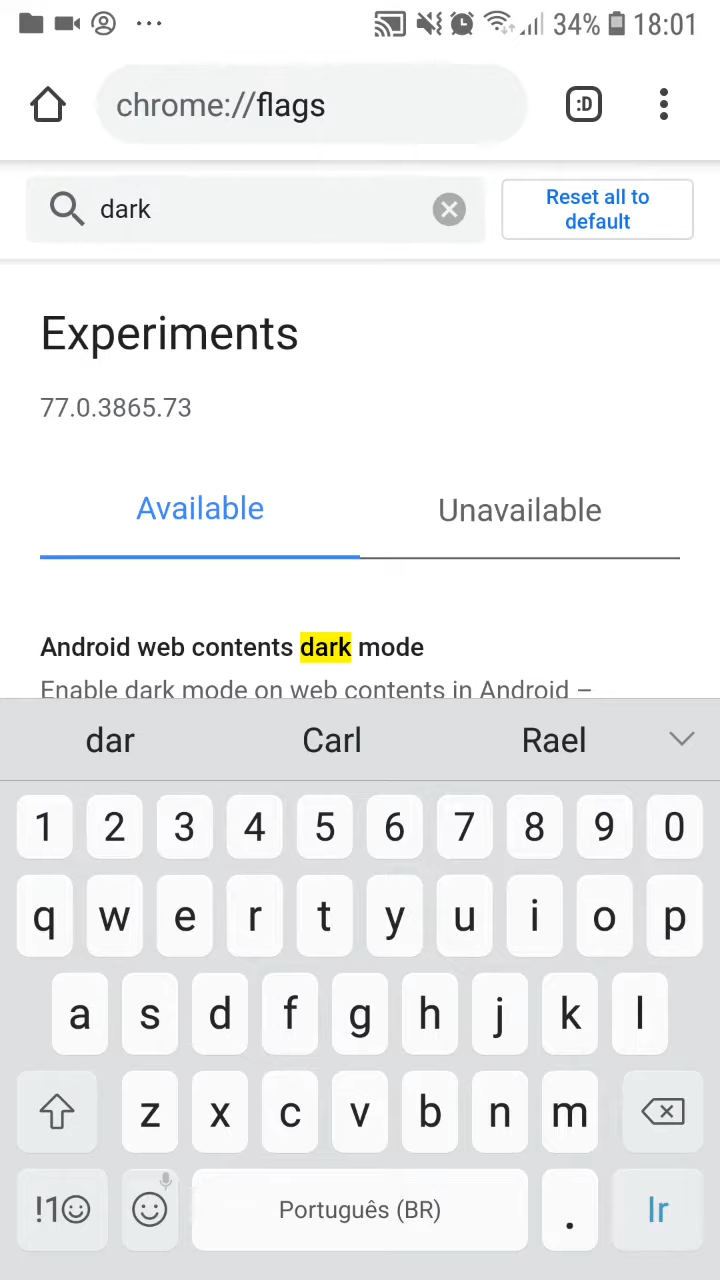 34% 18:01
chrome://flags :D
dark
Reset all to
default
Experiments
77.0.3865.73
Available Unavailable
Android web contents dark mode
Enable dark mode on web contents in Android –
dar Carl Rael
1 2 3 4 5 6 7 8 9 0
q w e r t y u i o p
a s d f g h j k l
z x c v b n m
!1☺ Português (BR) . Ir